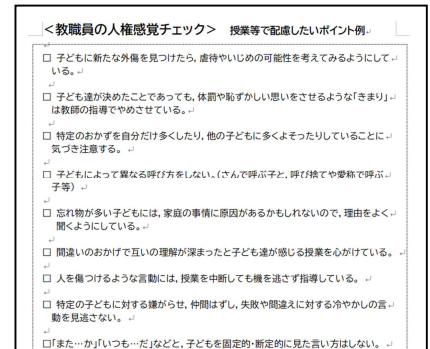 ＜教職員の人権感覚チェック＞　授業等で配慮したいポイント例
□ 子どもに新たな外傷を見つけたら，虐待やいじめの可能性を考えてみるようにして
いる。
□ 子ども達が決めたことであっても，体罰や恥ずかしい思いをさせるような「きまり」
は教師の指導でやめさせている。
□ 特定のおかずを自分だけ多くしたり，他の子どもに多くよそったりしていることに
気づき注意する。
□ 子どもによって異なる呼び方をしない。（さんで呼ぶ子と，呼び捨てや愛称で呼ぶ
子等）
□ 忘れ物が多い子どもには，家庭の事情に原因があるかもしれないので，理由をよく
聞くようにしている。
□ 間違いのおかげで互いの理解が深まったと子ども達が感じる授業を心がけている。
□ 人を傷つけるような言動には，授業を中断しても機を逃さず指導している。
□ 特定の子どもに対する嫌がらせ，仲間はずし，失敗や間違えに対する冷やかしの言
動を見逃さない。
□「また…か」「いつも…だ」などと，子どもを固定的・断定的に見た言い方はしない。